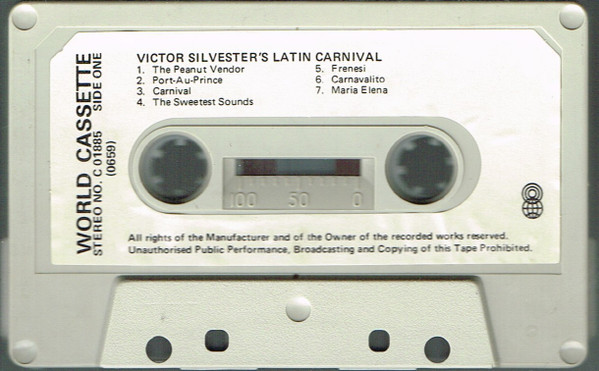 WORLD CASSETTE
STEREO NO. C 01885 SIDE ONE
(0659)
VICTOR SILVESTER'S LATIN CARNIVAL
1. The Peanut Vendor
2. Port-Au-Prince
3. Carnival
4. The Sweetest Sounds
5. Frenesi
6. Carnavalito
7. Maria Elena
100 50 0
All rights of the Manufacturer and of the Owner of the recorded works reserved.
Unauthorised Public Performance, Broadcasting and Copying of this Tape Prohibited.